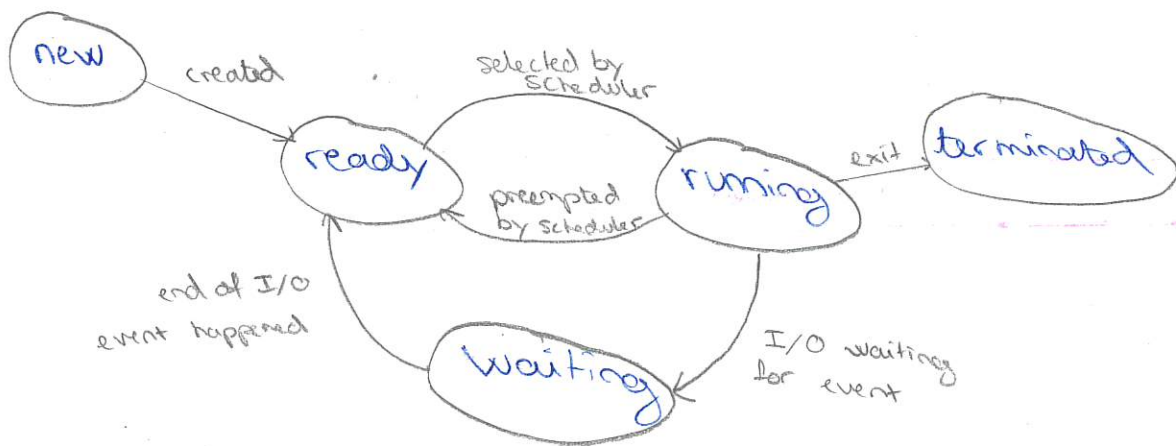 new
created
selected by
scheduler
ready
running
exit
terminated
preempted
by scheduler
end of I/O
event happened
waiting
I/O waiting
for event